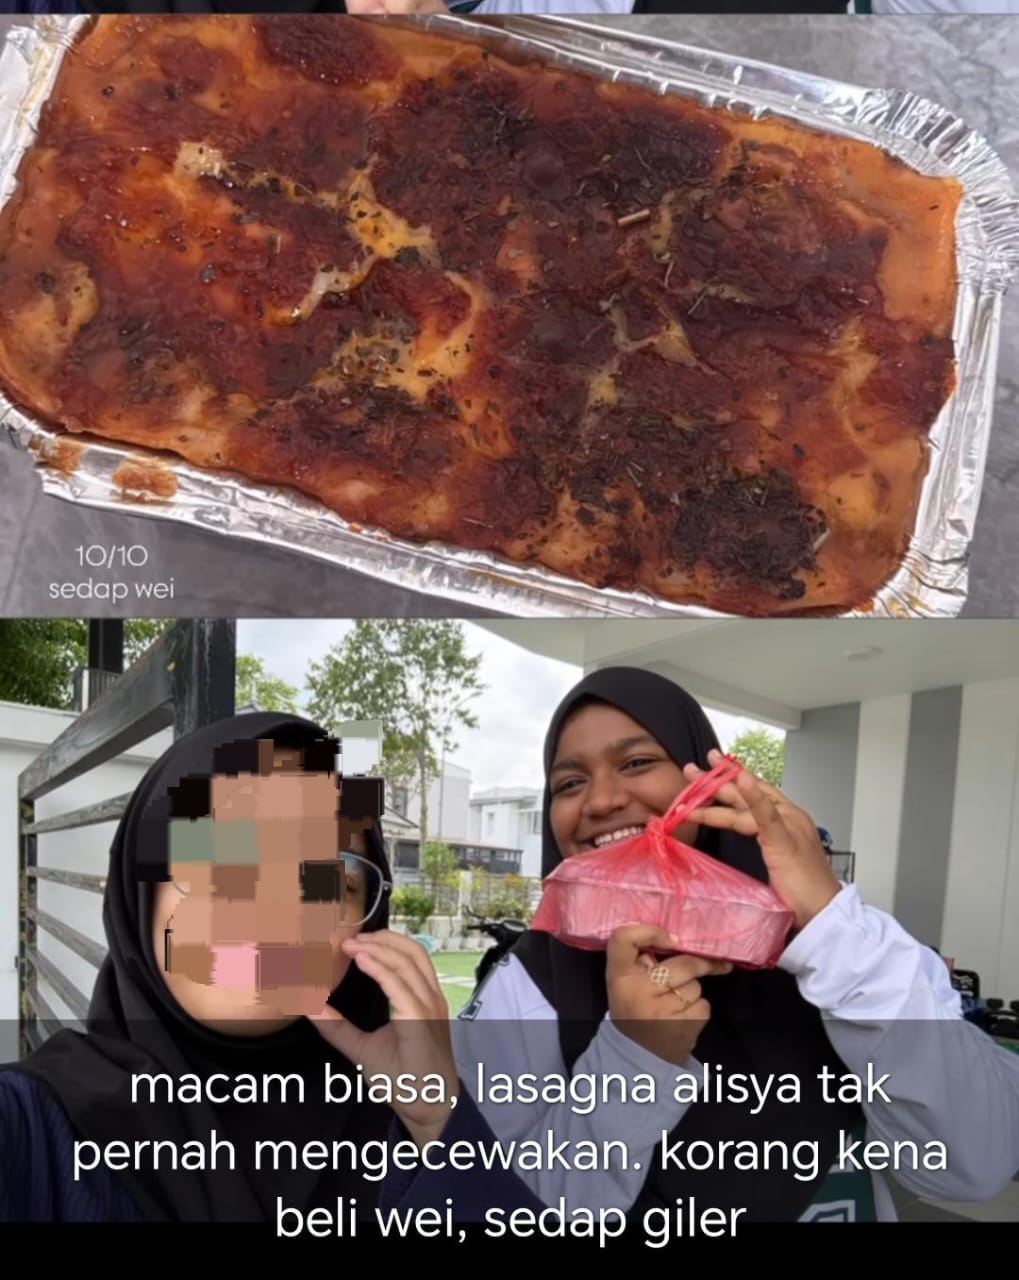 10/10
sedap wei
macam biasa, lasagna alisya tak
pernah mengecewakan. korang kena
beli wei, sedap giler